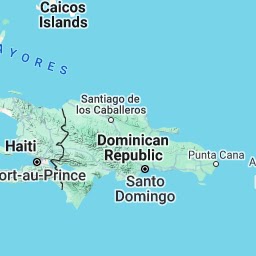 Caicos
Islands
AYORES
Santiago de
los Caballeros
Haiti
Dominican
Republic
Punta Cana
ort-au-Prince
Santo
Domingo